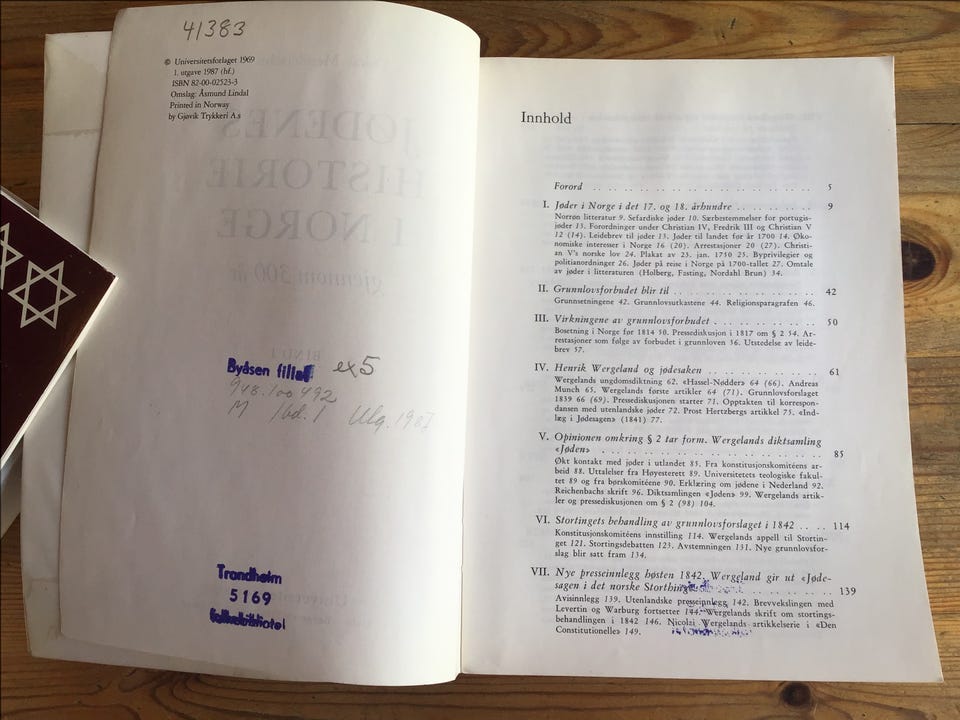 41383
© Universitetsforlaget 1969
1. utgave 1987 (hf.)
ISBN 82-00-02523-3
Omslag: Åsmund Lindal
Printed in Norway
by Gjøvik Trykkeri A.s
JØDENES
HISTORIE
I NORGE
gjennom 300 år
BIND 1
Byåsen filial ex 5
948.100492
M 1bd. 1 Utg. 1987
Trondheim
5169
folkebibliotek
Innhold
Forord . . . . . . . . . . . . . . . . . . . . 5
I. Jøder i Norge i det 17. og 18. århundre . . . . . . . . . 9
Norrøn litteratur 9. Sefardiske jøder 10. Særbestemmelser for portugis-
jøder 13. Forordninger under Christian IV, Fredrik III og Christian V
12 (14). Leidebrev til jøder 13. Jøder til landet før år 1700 14. Øko-
nomiske interesser i Norge 16 (20). Arrestasjoner 20 (27). Christi-
an V's norske lov 24. Plakat av 23. jan. 1750 25. Byprivilegier og
politianordninger 26. Jøder på reise i Norge på 1700-tallet 27. Omtale
av jøder i litteraturen (Holberg, Fasting, Nordahl Brun) 34.
II. Grunnlovsforbudet blir til . . . . . . . . . . . . . . 42
Grunnsetningene 42. Grunnlovsutkastene 44. Religionsparagrafen 46.
III. Virkningene av grunnlovsforbudet . . . . . . . . . . . 50
Bosetning i Norge før 1814 50. Pressediskusjon i 1817 om § 2 54. Ar-
restasjoner som følge av forbudet i grunnloven 56. Utstedelse av leide-
brev 57.
IV. Henrik Wergeland og jødesaken . . . . . . . . . . . . 61
Wergelands ungdomsdiktning 62. «Hassel-Nødder» 64 (66). Andreas
Munch 65. Wergelands første artikler 64 (71). Grunnlovsforslaget
1839 66 (69). Pressediskusjonen starter 71. Opptakten til korrespon-
dansen med utenlandske jøder 72. Prost Hertzbergs artikkel 75. «Ind-
læg i Jødesagen» (1841) 77.
V. Opinionen omkring § 2 tar form. Wergelands diktsamling
«Jøden» . . . . . . . . . . . . . . . . . . . . 85
Økt kontakt med jøder i utlandet 85. Fra konstitusjonskomitéens ar-
beid 88. Uttalelser fra Høyesterett 89. Universitetets teologiske fakul-
tet 89 og fra børskomitéene 90. Erklæring om jødene i Nederland 92.
Reichenbachs skrift 96. Diktsamlingen «Jøden» 99. Wergelands artik-
ler og pressediskusjonen om § 2 (98) 104.
VI. Stortingets behandling av grunnlovsforslaget i 1842 . . . . 114
Konstitusjonskomitéens innstilling 114. Wergelands appell til Stortin-
get 121. Stortingsdebatten 123. Avstemningen 131. Nye grunnlovsfor-
slag blir satt fram 134.
VII. Nye presseinnlegg høsten 1842. Wergeland gir ut «Jøde-
sagen i det norske Storthing» 139
Avisinnlegg 139. Utenlandske presseinnlegg 142. Brevvekslingen med
Levertin og Warburg fortsetter 144. Wergelands skrift om stortings-
behandlingen i 1842 146. Nicolai Wergelands artikkelserie i «Den
Constitutionelle» 149.